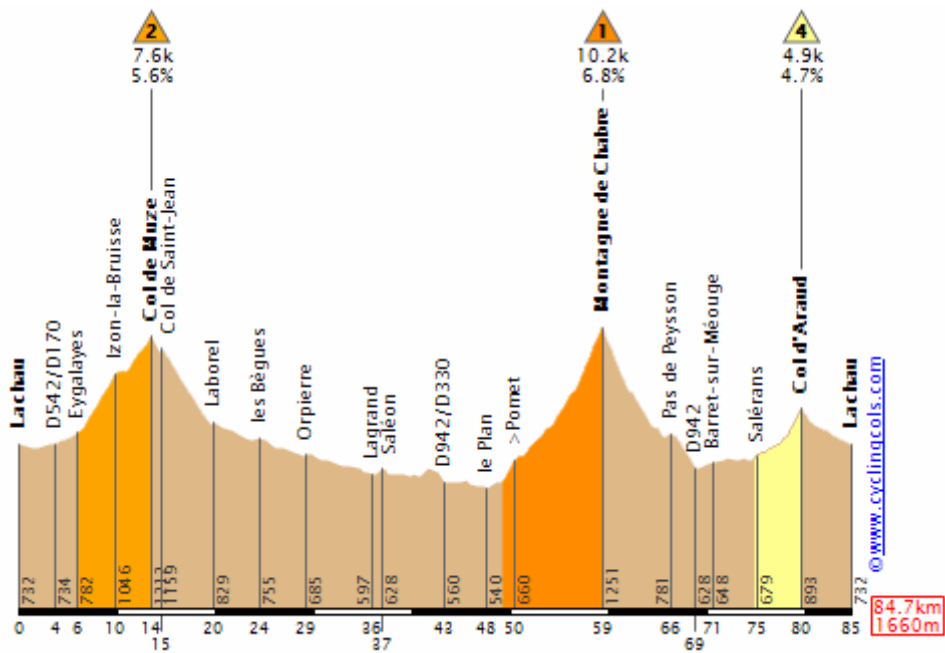 2
7.6k
5.6%
1
10.2k
6.8%
4
4.9k
4.7%
Lachau
D542/D170
Eygalayes
Izon-la-Bruisse
Col de Muze
Col de Saint-Jean
Laborel
les Bègues
Orpierre
Lagrand
Saléon
D942/D330
le Plan
>Pomet
Montagne de Chabre
Pas de Peysson
D942
Barret-sur-Méouge
Salérans
Col d'Araud
Lachau
732
734
782
1046
1159
829
755
685
597
628
560
540
660
1251
781
628
648
679
893
732
0 4 6 10 14 20 24 29 36 43 48 50 59 66 71 75 80 85
15 37 69
84.7km
1660m
©www.cyclingcols.com